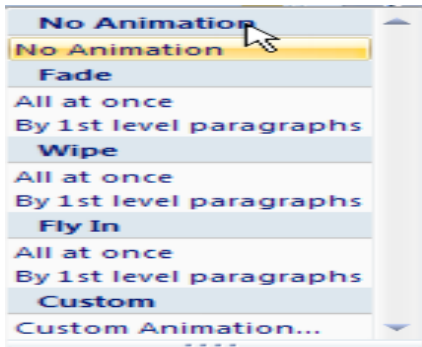 No Animation
No Animation
Fade
All at once
By 1st level paragraphs
Wipe
All at once
By 1st level paragraphs
Fly In
All at once
By 1st level paragraphs
Custom
Custom Animation...